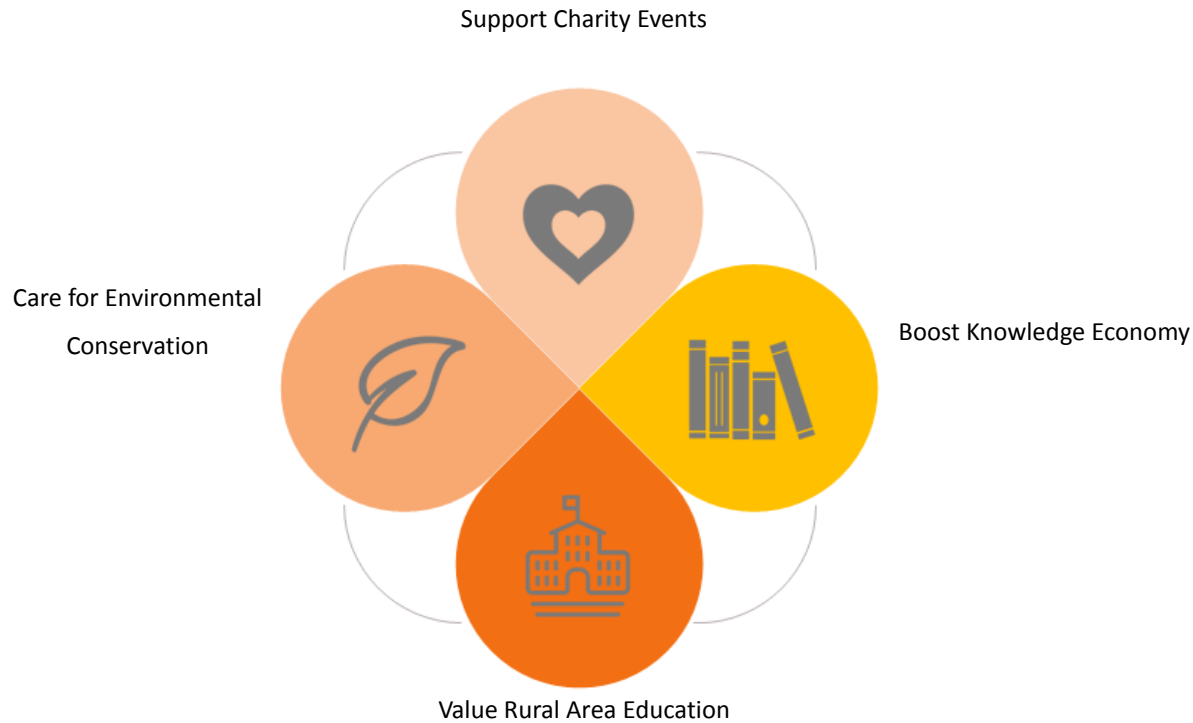 Support Charity Events
Care for Environmental
Conservation
Boost Knowledge Economy
Value Rural Area Education